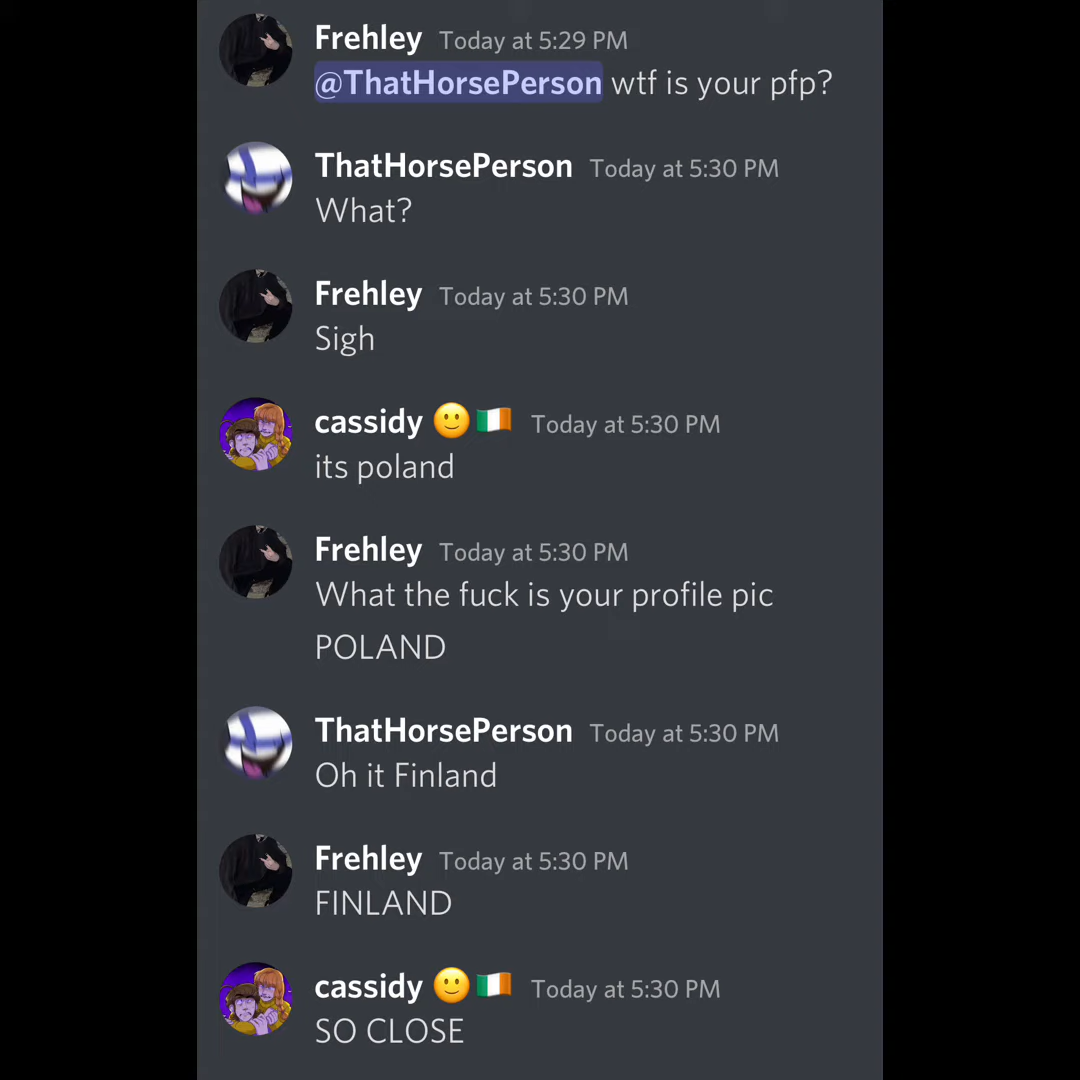 Frehley Today at 5:29 PM
@ThatHorsePerson wtf is your pfp?
ThatHorsePerson Today at 5:30 PM
What?
Frehley Today at 5:30 PM
Sigh
cassidy 🙂🇮🇪 Today at 5:30 PM
its poland
Frehley Today at 5:30 PM
What the fuck is your profile pic
POLAND
ThatHorsePerson Today at 5:30 PM
Oh it Finland
Frehley Today at 5:30 PM
FINLAND
cassidy 🙂🇮🇪 Today at 5:30 PM
SO CLOSE